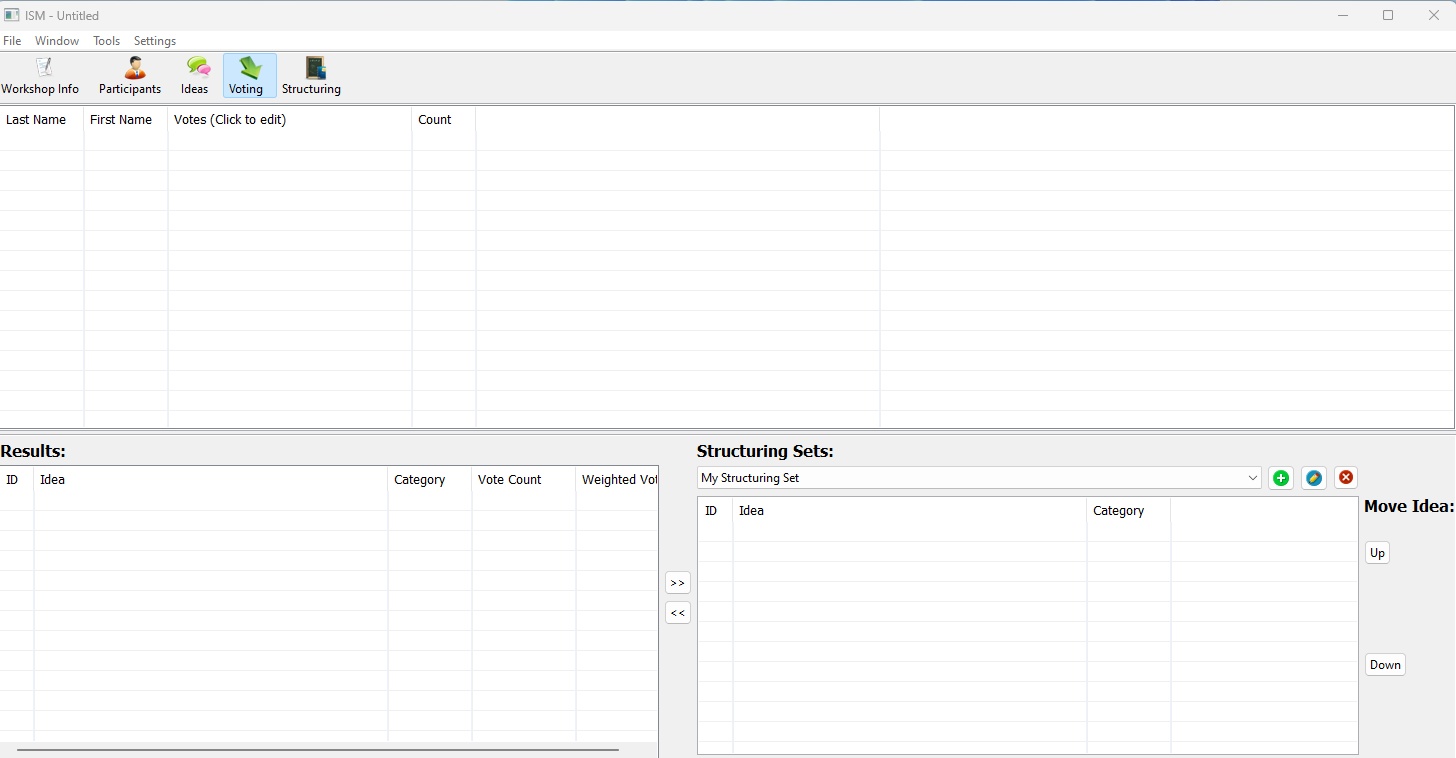 ISM - Untitled
File Window Tools Settings
Workshop Info Participants Ideas Voting Structuring
Last Name First Name Votes (Click to edit) Count
Results:
ID Idea Category Vote Count Weighted Vot
>>
<<
Structuring Sets:
My Structuring Set
ID Idea Category
Move Idea:
Up
Down